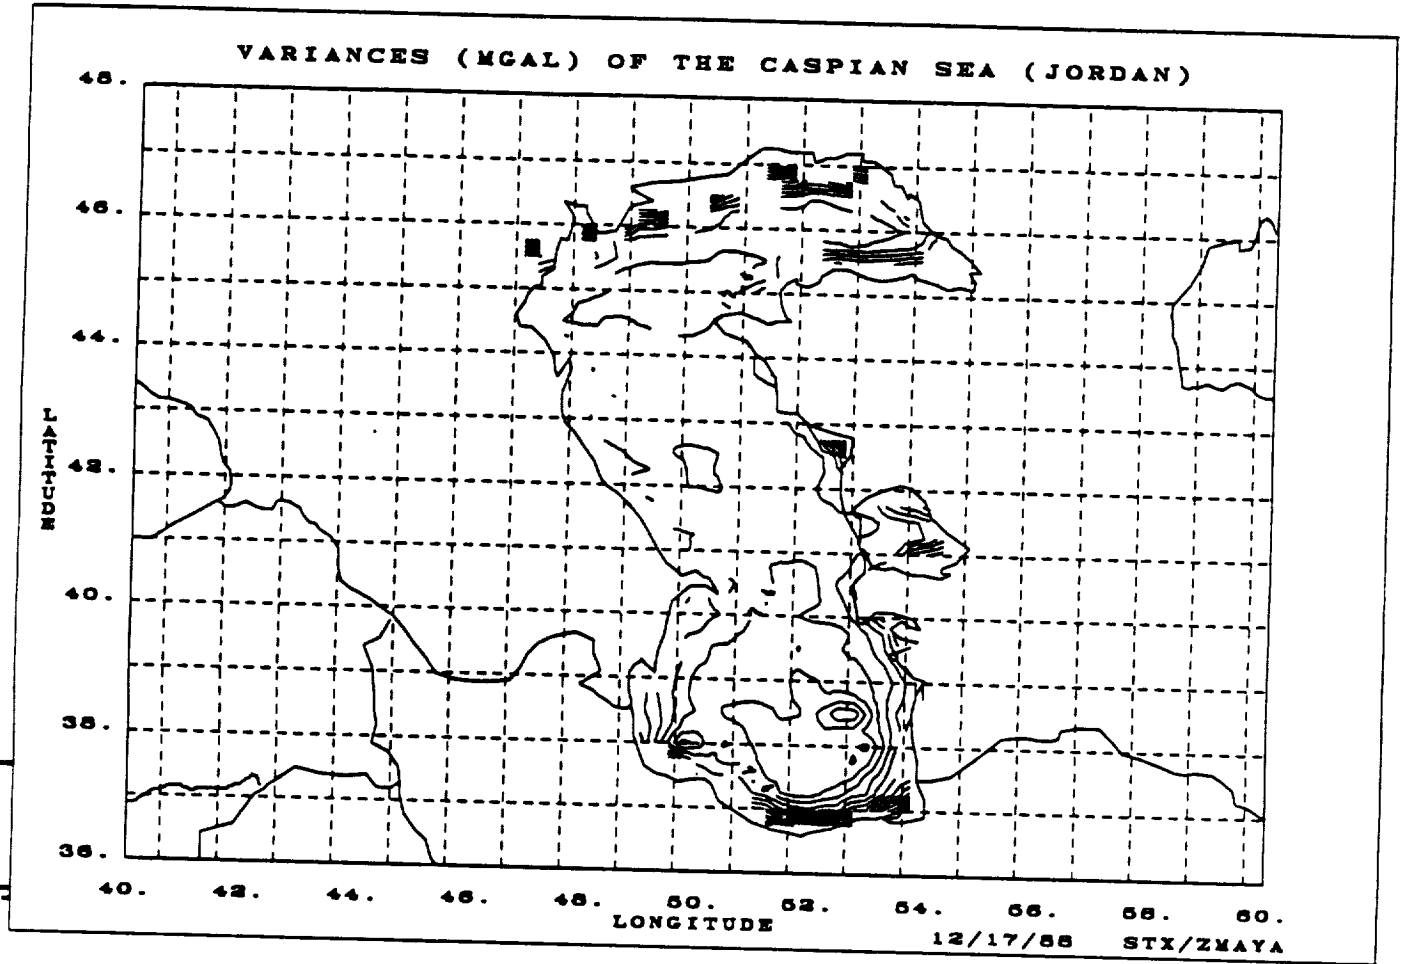 VARIANCES (MGAL) OF THE CASPIAN SEA (JORDAN)
48.
46.
44.
42.
40.
38.
36.
LATITUDE
40. 42. 44. 46. 48. 50. 52. 54. 56. 58. 60.
LONGITUDE
12/17/88 STX/ZMAYA